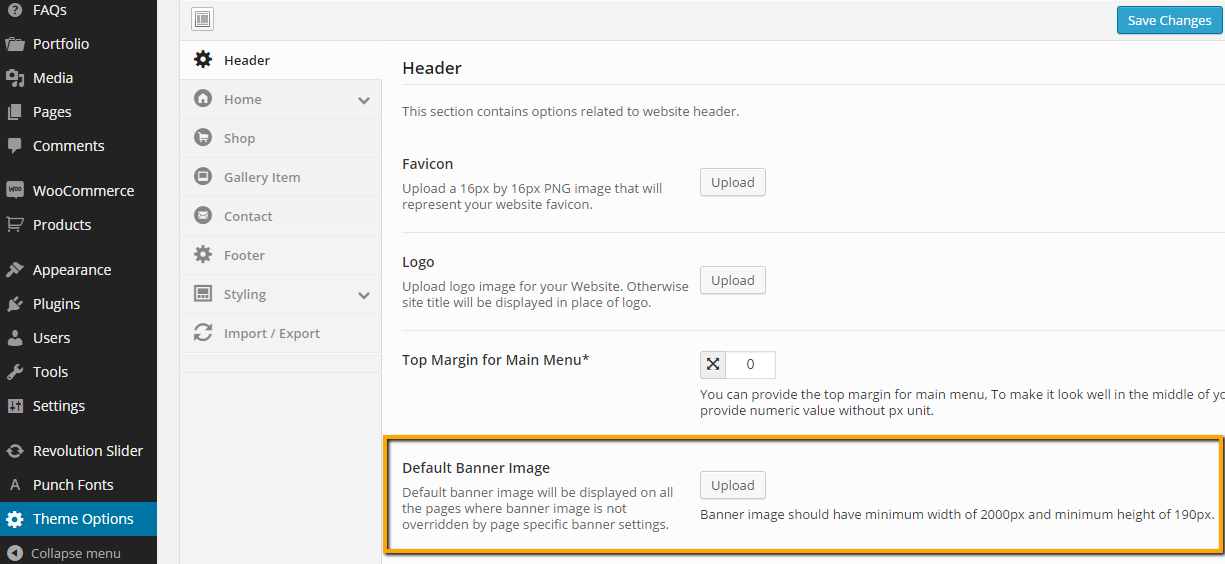 FAQs
Portfolio
Media
Pages
Comments
WooCommerce
Products
Appearance
Plugins
Users
Tools
Settings
Revolution Slider
Punch Fonts
Theme Options
Collapse menu
Save Changes
Header
Home
Shop
Gallery Item
Contact
Footer
Styling
Import / Export
Header
This section contains options related to website header.
Favicon
Upload a 16px by 16px PNG image that will
represent your website favicon.
Upload
Logo
Upload logo image for your Website. Otherwise
site title will be displayed in place of logo.
Upload
Top Margin for Main Menu*
0
You can provide the top margin for main menu, To make it look well in the middle of yo
provide numeric value without px unit.
Default Banner Image
Default banner image will be displayed on all
the pages where banner image is not
overridden by page specific banner settings.
Upload
Banner image should have minimum width of 2000px and minimum height of 190px.